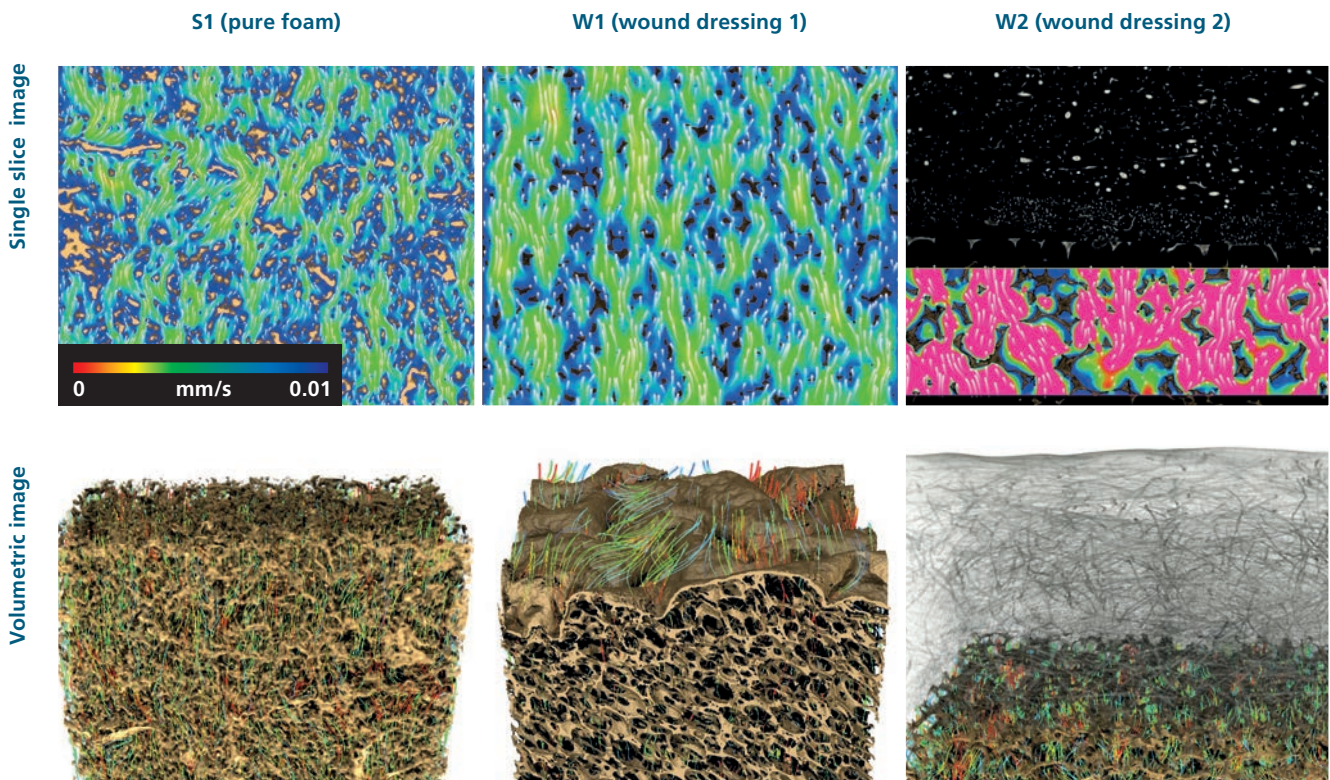 S1 (pure foam)
W1 (wound dressing 1)
W2 (wound dressing 2)
Single slice image
0 mm/s 0.01
Volumetric image